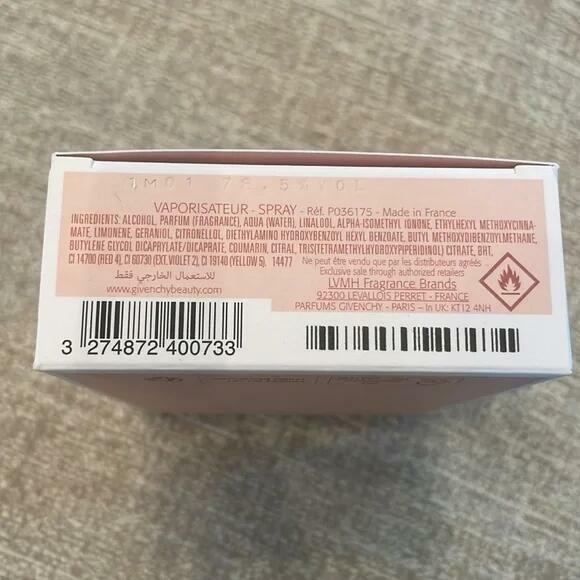 1M01 78.5%VOL
VAPORISATEUR - SPRAY - Réf. P036175 - Made in France
INGREDIENTS: ALCOHOL, PARFUM (FRAGRANCE), AQUA (WATER), LINALOOL, ALPHA-ISOMETHYL IONONE, ETHYLHEXYL METHOXYCINNA-
MATE, LIMONENE, GERANIOL, CITRONELLOL, DIETHYLAMINO HYDROXYBENZOYL HEXYL BENZOATE, BUTYL METHOXYDIBENZOYLMETHANE,
BUTYLENE GLYCOL DICAPRYLATE/DICAPRATE, COUMARIN, CITRAL, TRIS(TETRAMETHYLHYDROXYPIPERIDINOL) CITRATE, BHT,
CI 14700 (RED 4), CI 60730 (EXT. VIOLET 2), CI 19140 (YELLOW 5). 14477
Ne peut être vendu que par les distributeurs agréés
للاستعمال الخارجي فقط
Exclusive sale through authorized retailers
www.givenchybeauty.com
LVMH Fragrance Brands
92300 LEVALLOIS PERRET - FRANCE
PARFUMS GIVENCHY - PARIS - In UK: KT12 4NH
3 274872 400733